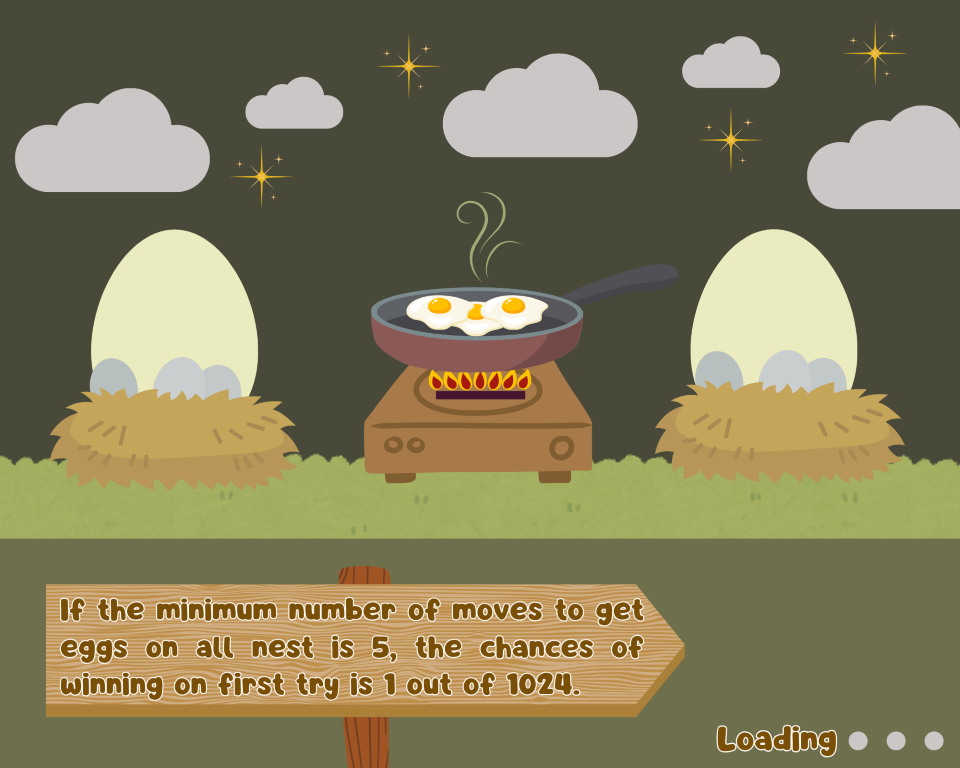 If the minimum number of moves to get
eggs on all nest is 5, the chances of
winning on first try is 1 out of 1024.
Loading